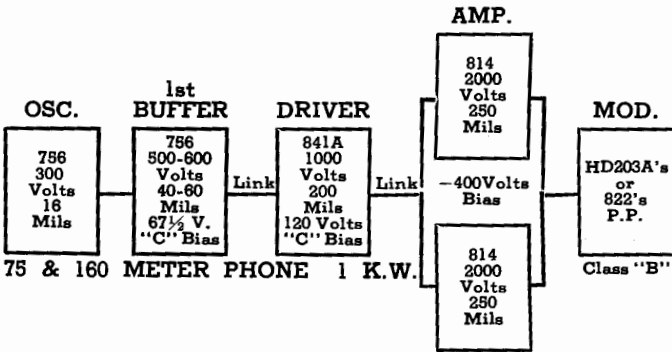 AMP.
814
2000
Volts
250
Mils
OSC.
756
300
Volts
16
Mils
1st
BUFFER
756
500-600
Volts
40-60
Mils
67½ V.
"C" Bias
Link
DRIVER
841A
1000
Volts
200
Mils
120 Volts
"C" Bias
Link
-400Volts
Bias
MOD.
HD203A's
or
822's
P.P.
Class "B"
814
2000
Volts
250
Mils
75 & 160 METER PHONE 1 K.W.